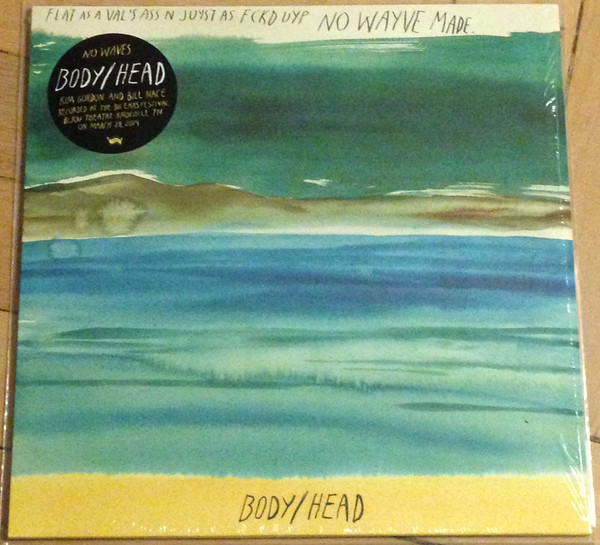 FLAT AS A VAL'S ASS N JUYST AS FCKD UYP NO WAYVE MADE.
NO WAVES
BODY/HEAD
KIM GORDON AND BILL NACE
RECORDED AT THE BIG EARS FESTIVAL
BIJOU THEATRE KNOXVILLE, TN
ON MARCH 24, 2014
BODY/HEAD